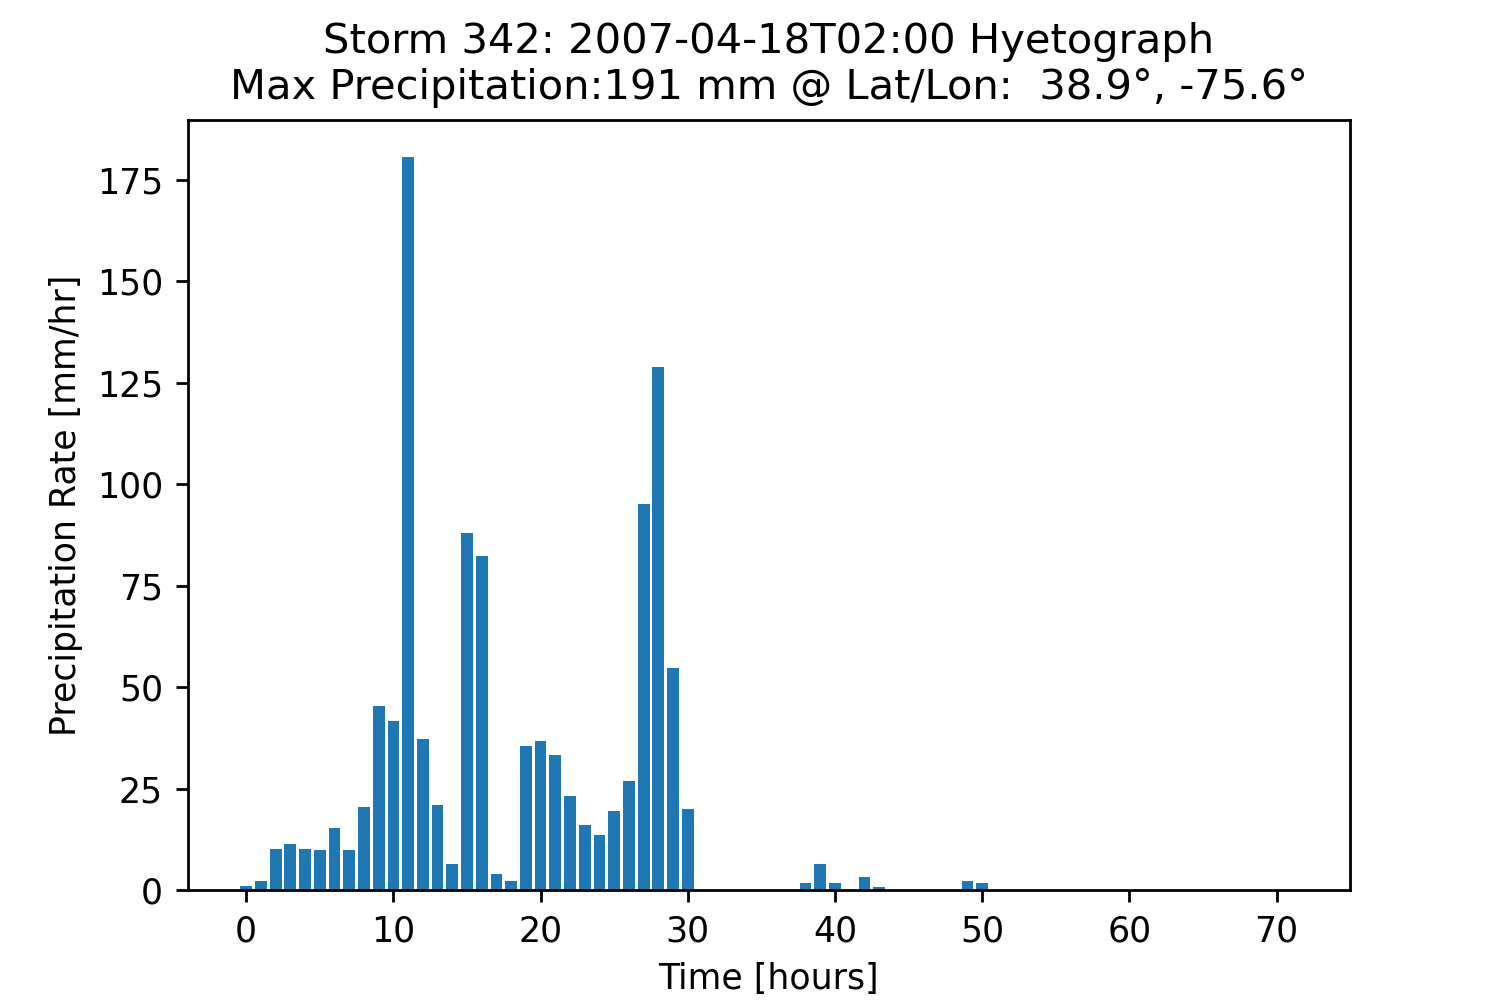 Storm 342: 2007-04-18T02:00 Hyetograph
Max Precipitation:191 mm @ Lat/Lon:  38.9°, -75.6°
175
150
125
100
75
50
25
0
Precipitation Rate [mm/hr]
0 10 20 30 40 50 60 70
Time [hours]